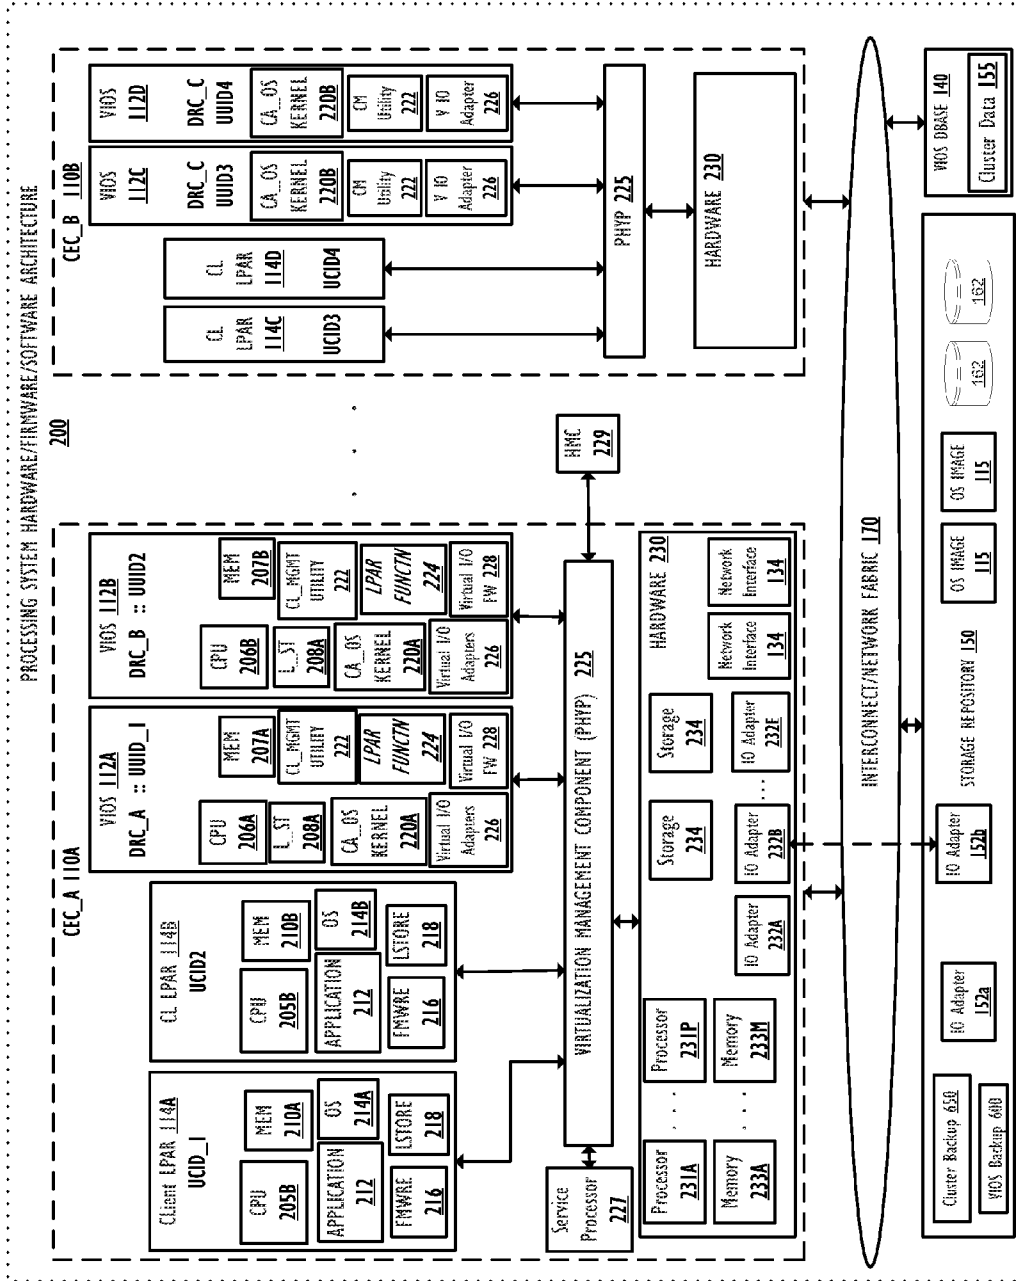 PROCESSING SYSTEM HARDWARE/FIRMWARE/SOFTWARE ARCHITECTURE
200
CEC_A 110A
CLient LPAR 114A
UCID_1
CPU
205B
MEM
210A
APPLICATION
212
OS
214A
FMWRE
216
LSTORE
218
CL LPAR 114B
UCID2
CPU
205B
MEM
210B
APPLICATION
212
OS
214B
FMWRE
216
LSTORE
218
VIOS 112A
DRC_A :: UUID_1
CPU
206A
MEM
207A
L_ST
208A
CL_MGMT
UTILITY
222
CA_OS
KERNEL
220A
LPAR
FUNCTN
224
Virtual I/O
Adapters
226
Virtual I/O
FW 228
VIOS 112B
DRC_B :: UUID2
CPU
206B
MEM
207B
L_ST
208A
CL_MGMT
UTILITY
222
CA_OS
KERNEL
220A
LPAR
FUNCTN
224
Virtual I/O
Adapters
226
Virtual I/O
FW 228
Service
Processor
227
VIRTUALIZATION MANAGEMENT COMPONENT (PHYP) 225
HMC
229
HARDWARE 230
Processor
231A
. . .
Processor
231P
Memory
233A
. . .
Memory
233M
Storage
234
Storage
234
IO Adapter
232A
IO Adapter
232B
...
IO Adapter
232E
Network
Interface
134
Network
Interface
134
. . .
CEC_B 110B
CL
LPAR
114C
UCID3
CL
LPAR
114D
UCID4
VIOS
112C
DRC_C
UUID3
CA_OS
KERNEL
220B
CM
Utility
222
V IO
Adapter
226
VIOS
112D
DRC_C
UUID4
CA_OS
KERNEL
220B
CM
Utility
222
V IO
Adapter
226
PHYP 225
HARDWARE 230
INTERCONNECT/NETWORK FABRIC 170
STORAGE REPOSITORY 150
Cluster Backup 650
VIOS Backup 600
IO Adapter
152a
IO Adapter
152b
OS IMAGE
115
OS IMAGE
115
162
162
VIOS DBASE 140
Cluster Data 155